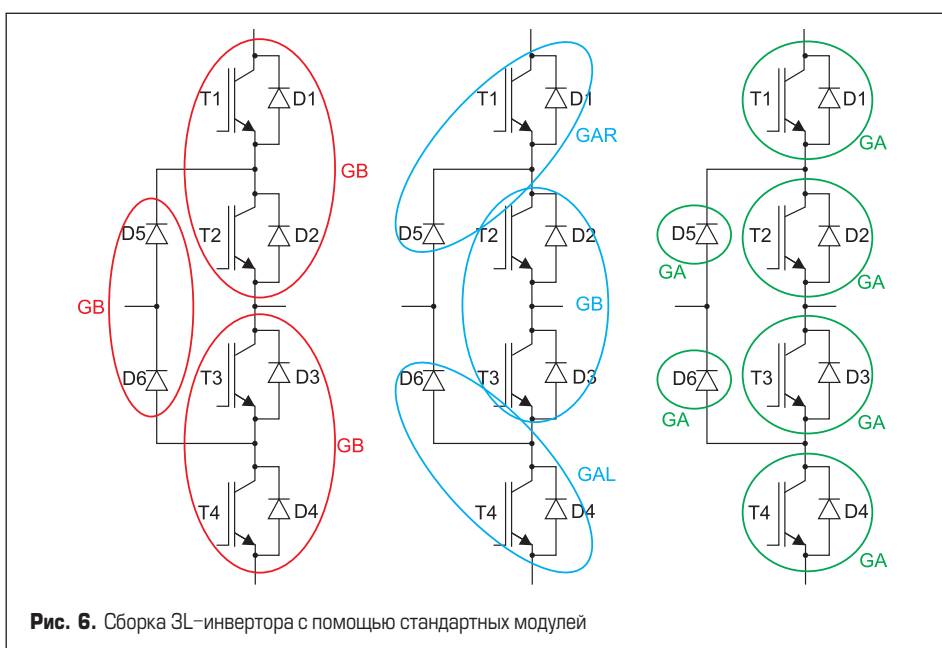 T1
D1
GB
T2
D2
D5
GB
D6
T3
D3
GB
T4
D4
T1
D1
GAR
D5
T2
D2
GB
D6
T3
D3
GAL
T4
D4
T1
D1
GA
D5
T2
D2
GA
GA
D6
T3
D3
GA
GA
T4
D4
GA
Рис. 6. Сборка 3L–инвертора с помощью стандартных модулей